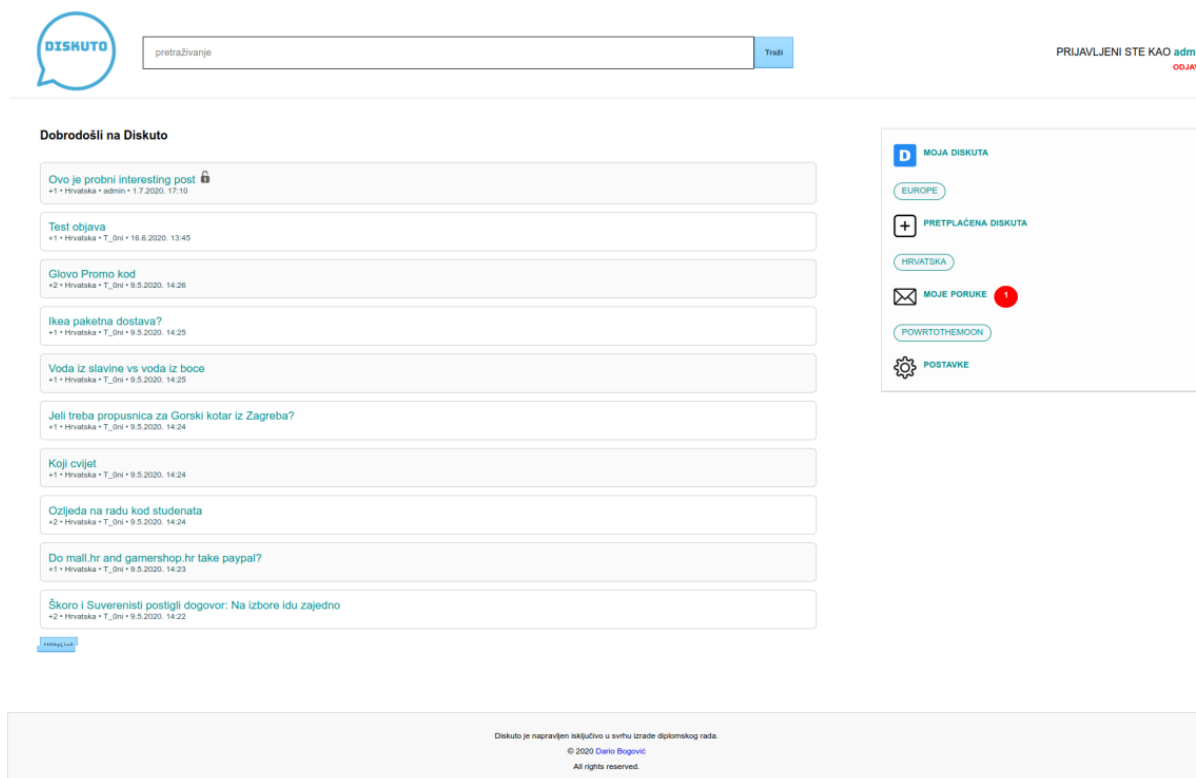 DISKUTO
pretraživanje
Traži
PRIJAVLJENI STE KAO adm
ODJAV
Dobrodošli na Diskuto
Ovo je probni interesting post
+1 • Hrvatska • admin • 1.7.2020. 17:10
Test objava
+1 • Hrvatska • T_0ni • 16.6.2020. 13:45
Glovo Promo kod
+2 • Hrvatska • T_0ni • 9.5.2020. 14:26
Ikea paketna dostava?
+1 • Hrvatska • T_0ni • 9.5.2020. 14:25
Voda iz slavine vs voda iz boce
+1 • Hrvatska • T_0ni • 9.5.2020. 14:25
Jeli treba propusnica za Gorski kotar iz Zagreba?
+1 • Hrvatska • T_0ni • 9.5.2020. 14:24
Koji cvijet
+1 • Hrvatska • T_0ni • 9.5.2020. 14:24
Ozljeda na radu kod studenata
+2 • Hrvatska • T_0ni • 9.5.2020. 14:24
Do mall.hr and gamershop.hr take paypal?
+1 • Hrvatska • T_0ni • 9.5.2020. 14:23
Škoro i Suverenisti postigli dogovor: Na izbore idu zajedno
+2 • Hrvatska • T_0ni • 9.5.2020. 14:22
D MOJA DISKUTA
EUROPE
PRETPLAĆENA DISKUTA
HRVATSKA
MOJE PORUKE 1
POWRTOTHEMOON
POSTAVKE
Diskuto je napravljen isključivo u svrhu izrade diplomskog rada.
© 2020 Dario Bogović
All rights reserved.